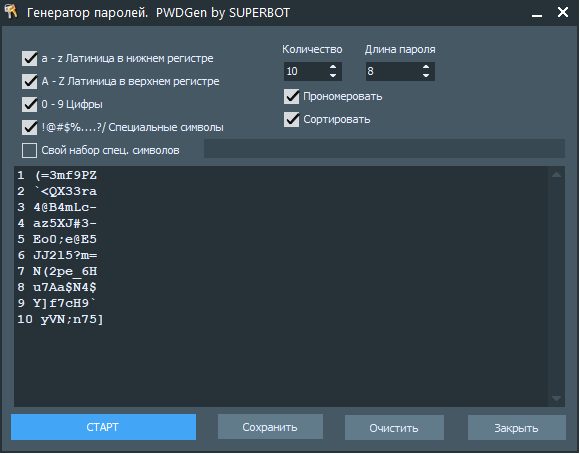 Генератор паролей. PWDGen by SUPERBOT
a - z Латиница в нижнем регистре
A - Z Латиница в верхнем регистре
0 - 9 Цифры
!@#$%....?/ Специальные символы
Свой набор спец. символов
Количество Длина пароля
10 8
Прономеровать
Сортировать
1 (=3mf9PZ
2 `<QX33ra
3 4@B4mLc-
4 az5XJ#3-
5 Eo0;e@E5
6 JJ2l5?m=
7 N(2pe_6H
8 u7Aa$N4$
9 Y]f7cH9`
10 yVN;n75]
СТАРТ Сохранить Очистить Закрыть